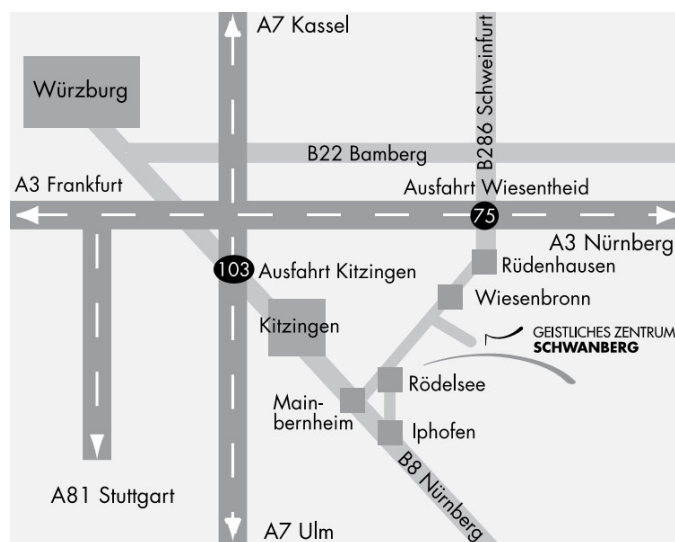 A7 Kassel
Würzburg
B286 Schweinfurt
B22 Bamberg
A3 Frankfurt
Ausfahrt Wiesentheid
75
A3 Nürnberg
103
Ausfahrt Kitzingen
Rüdenhausen
Wiesenbronn
Kitzingen
GEISTLICHES ZENTRUM
SCHWANBERG
Rödelsee
Main-
bernheim
Iphofen
B8 Nürnberg
A81 Stuttgart
A7 Ulm